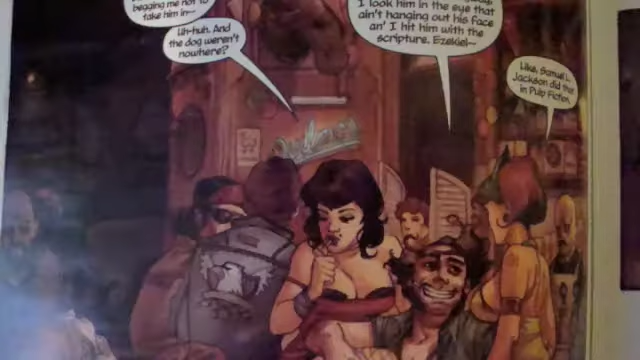 begging me not to
take him in—
Uh-huh. And
the dog weren't
nowhere?
I look him in the eye that
ain't hanging out his face
an' I hit him with the
scripture. Ezekiel—
Like, Samuel L.
Jackson did that
in Pulp Fiction.